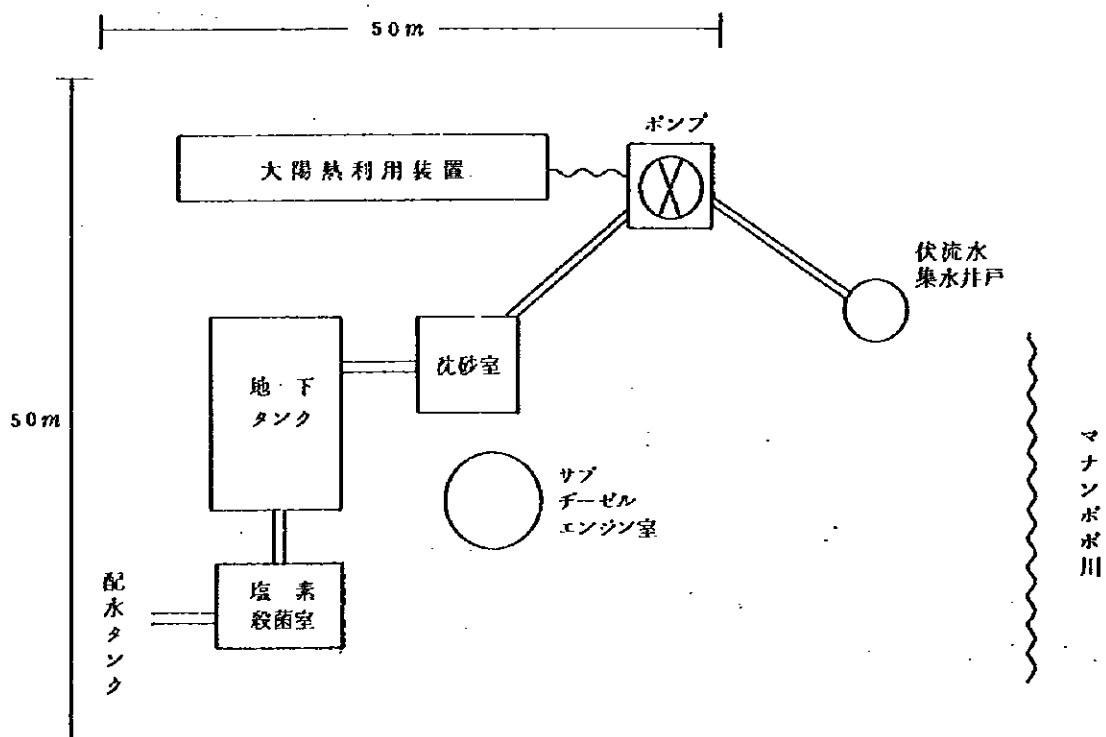 50m
ポンプ
大陽熱利用装置
伏流水
集水井戸
地下
タンク
沈砂室
50m
サブ
ヂーゼル
エンジン室
マナンボボ川
塩素
殺菌室
配水タンク